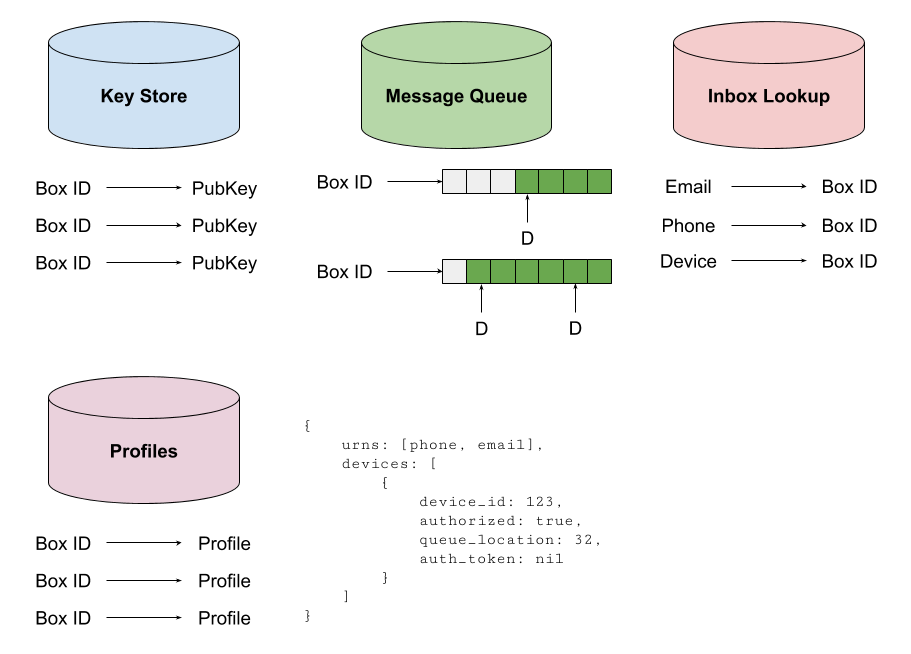 Key Store
Box ID PubKey
Box ID PubKey
Box ID PubKey
Message Queue
Box ID
D
Box ID
D D
Inbox Lookup
Email Box ID
Phone Box ID
Device Box ID
Profiles
Box ID Profile
Box ID Profile
Box ID Profile
{
urns: [phone, email],
devices: [
{
device_id: 123,
authorized: true,
queue_location: 32,
auth_token: nil
}
]
}